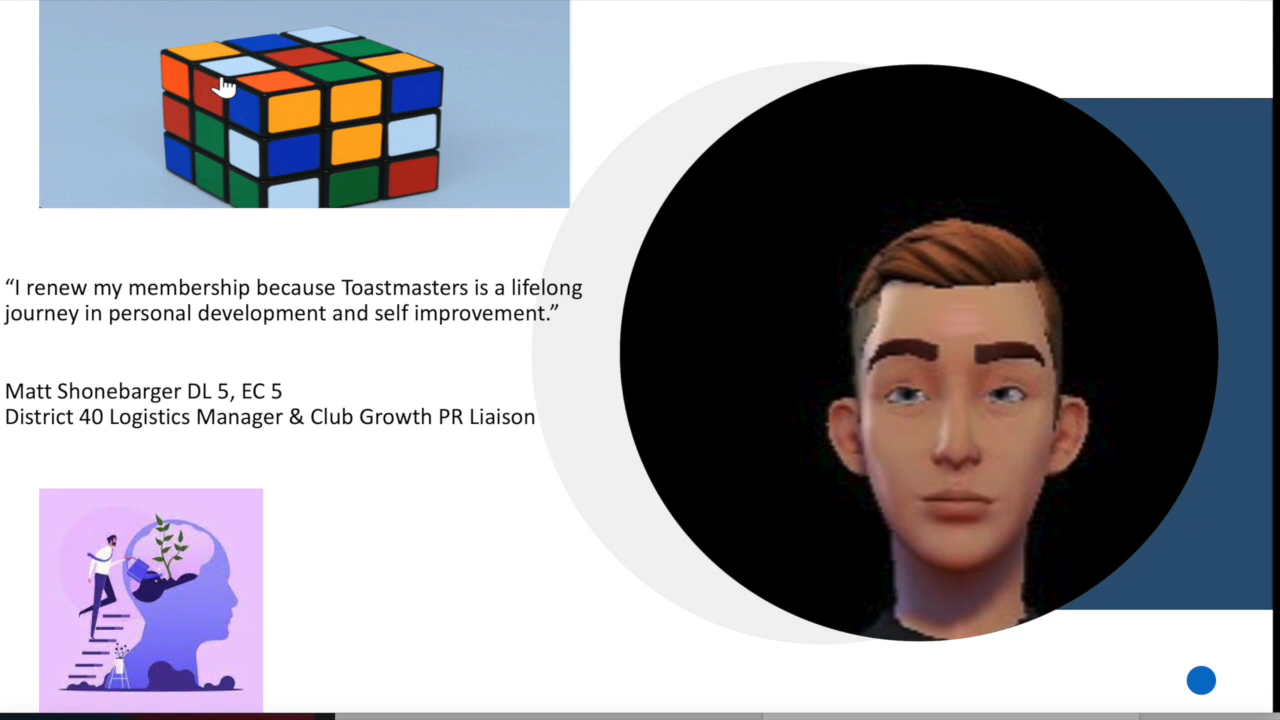 “I renew my membership because Toastmasters is a lifelong
journey in personal development and self improvement.”
Matt Shonebarger DL 5, EC 5
District 40 Logistics Manager & Club Growth PR Liaison